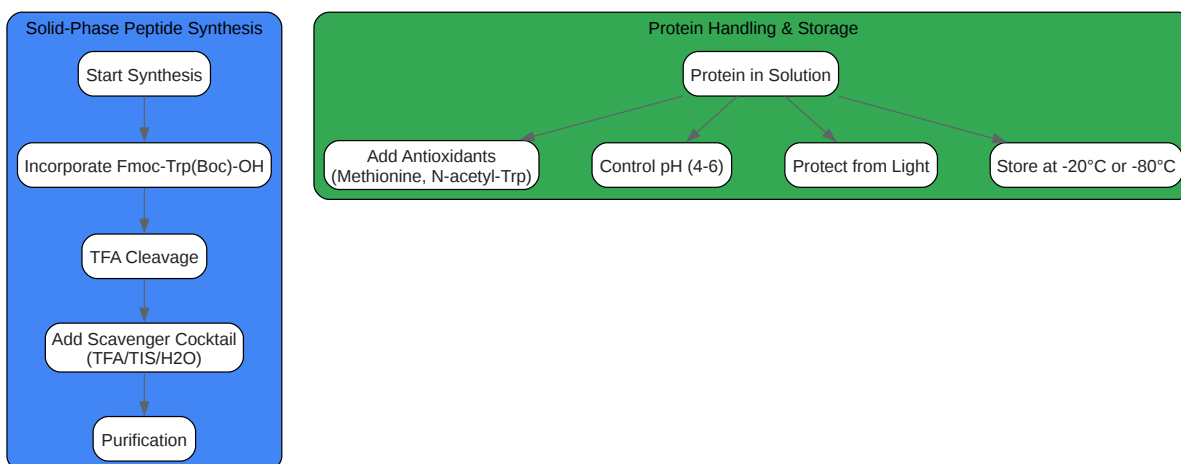 Solid-Phase Peptide Synthesis
Start Synthesis
Incorporate Fmoc-Trp(Boc)-OH
TFA Cleavage
Add Scavenger Cocktail
(TFA/TIS/H2O)
Purification
Protein Handling & Storage
Protein in Solution
Add Antioxidants
(Methionine, N-acetyl-Trp)
Control pH (4-6)
Protect from Light
Store at -20°C or -80°C